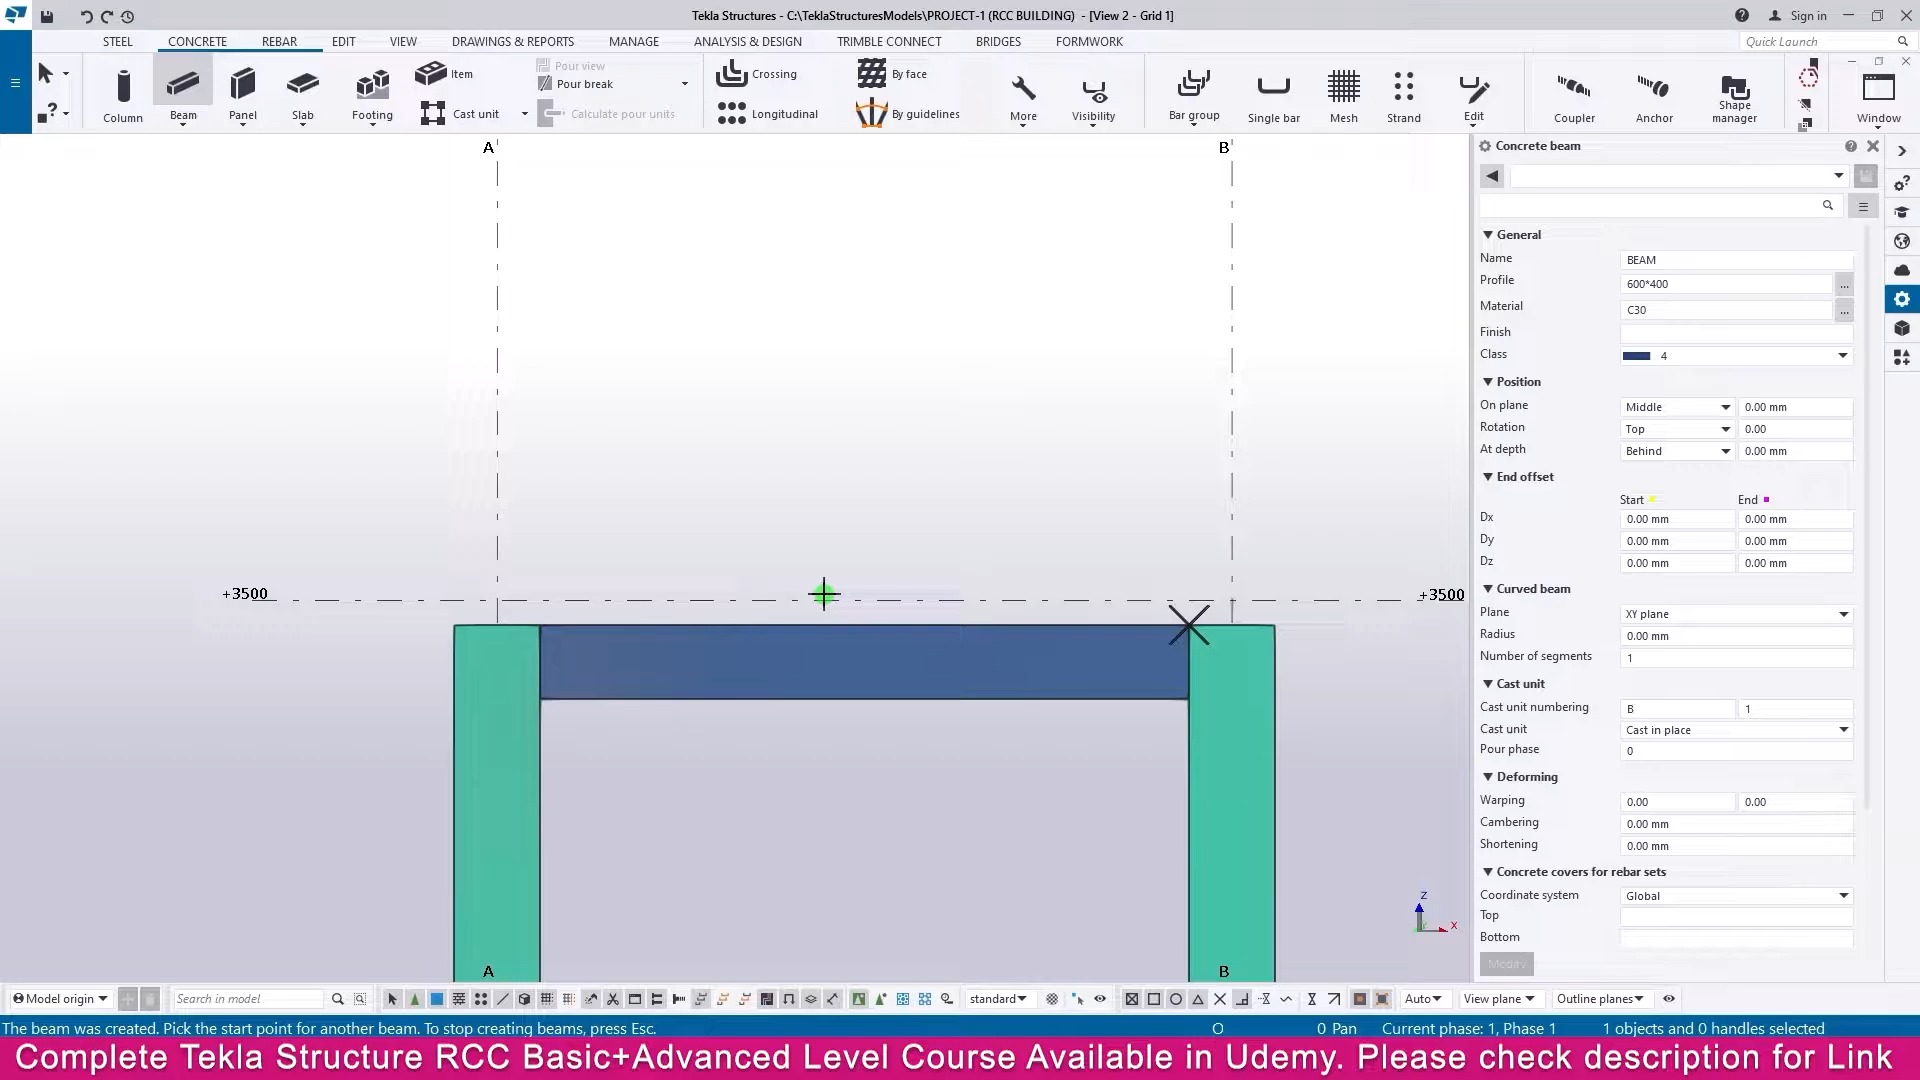 Tekla Structures - C:\TeklaStructuresModels\PROJECT-1 (RCC BUILDING) - [View 2 - Grid 1]
Sign in
STEEL CONCRETE REBAR EDIT VIEW DRAWINGS & REPORTS MANAGE ANALYSIS & DESIGN TRIMBLE CONNECT BRIDGES FORMWORK
Quick Launch
Column Beam Panel Slab Footing Item Cast unit
Pour view
Pour break
Calculate pour units
Crossing
Longitudinal
By face
By guidelines
More Visibility Bar group Single bar Mesh Strand Edit Coupler Anchor Shape manager Window
A B
+3500 +3500
A B
Z
X
Concrete beam
General
Name BEAM
Profile 600*400 ...
Material C30 ...
Finish
Class 4
Position
On plane Middle 0.00 mm
Rotation Top 0.00
At depth Behind 0.00 mm
End offset
Start End
Dx 0.00 mm 0.00 mm
Dy 0.00 mm 0.00 mm
Dz 0.00 mm 0.00 mm
Curved beam
Plane XY plane
Radius 0.00 mm
Number of segments 1
Cast unit
Cast unit numbering B 1
Cast unit Cast in place
Pour phase 0
Deforming
Warping 0.00 0.00
Cambering 0.00 mm
Shortening 0.00 mm
Concrete covers for rebar sets
Coordinate system Global
Top
Bottom
Modify
Model origin Search in model standard Auto View plane Outline planes
The beam was created. Pick the start point for another beam. To stop creating beams, press Esc. O 0 Pan Current phase: 1, Phase 1 1 objects and 0 handles selected
Complete Tekla Structure RCC Basic+Advanced Level Course Available in Udemy. Please check description for Link